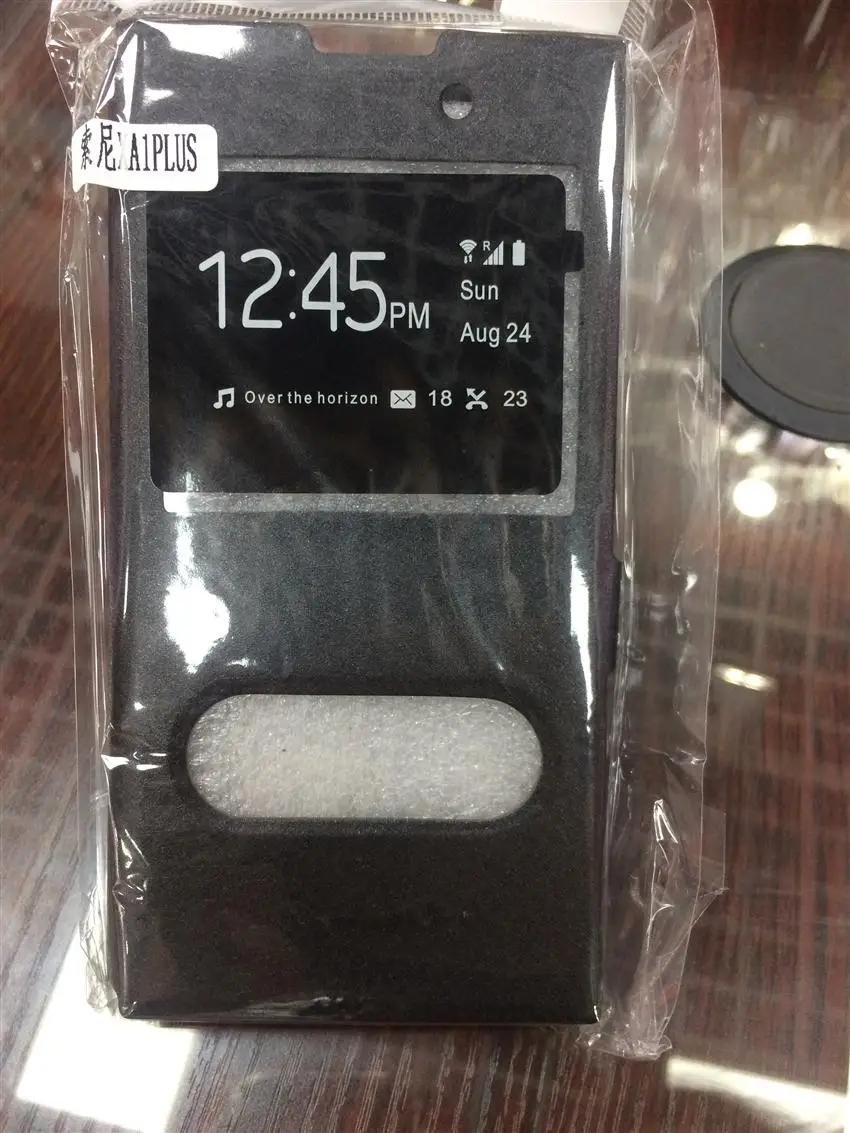 索尼XA1PLUS
12:45PM
R
Sun
Aug 24
Over the horizon 18 23